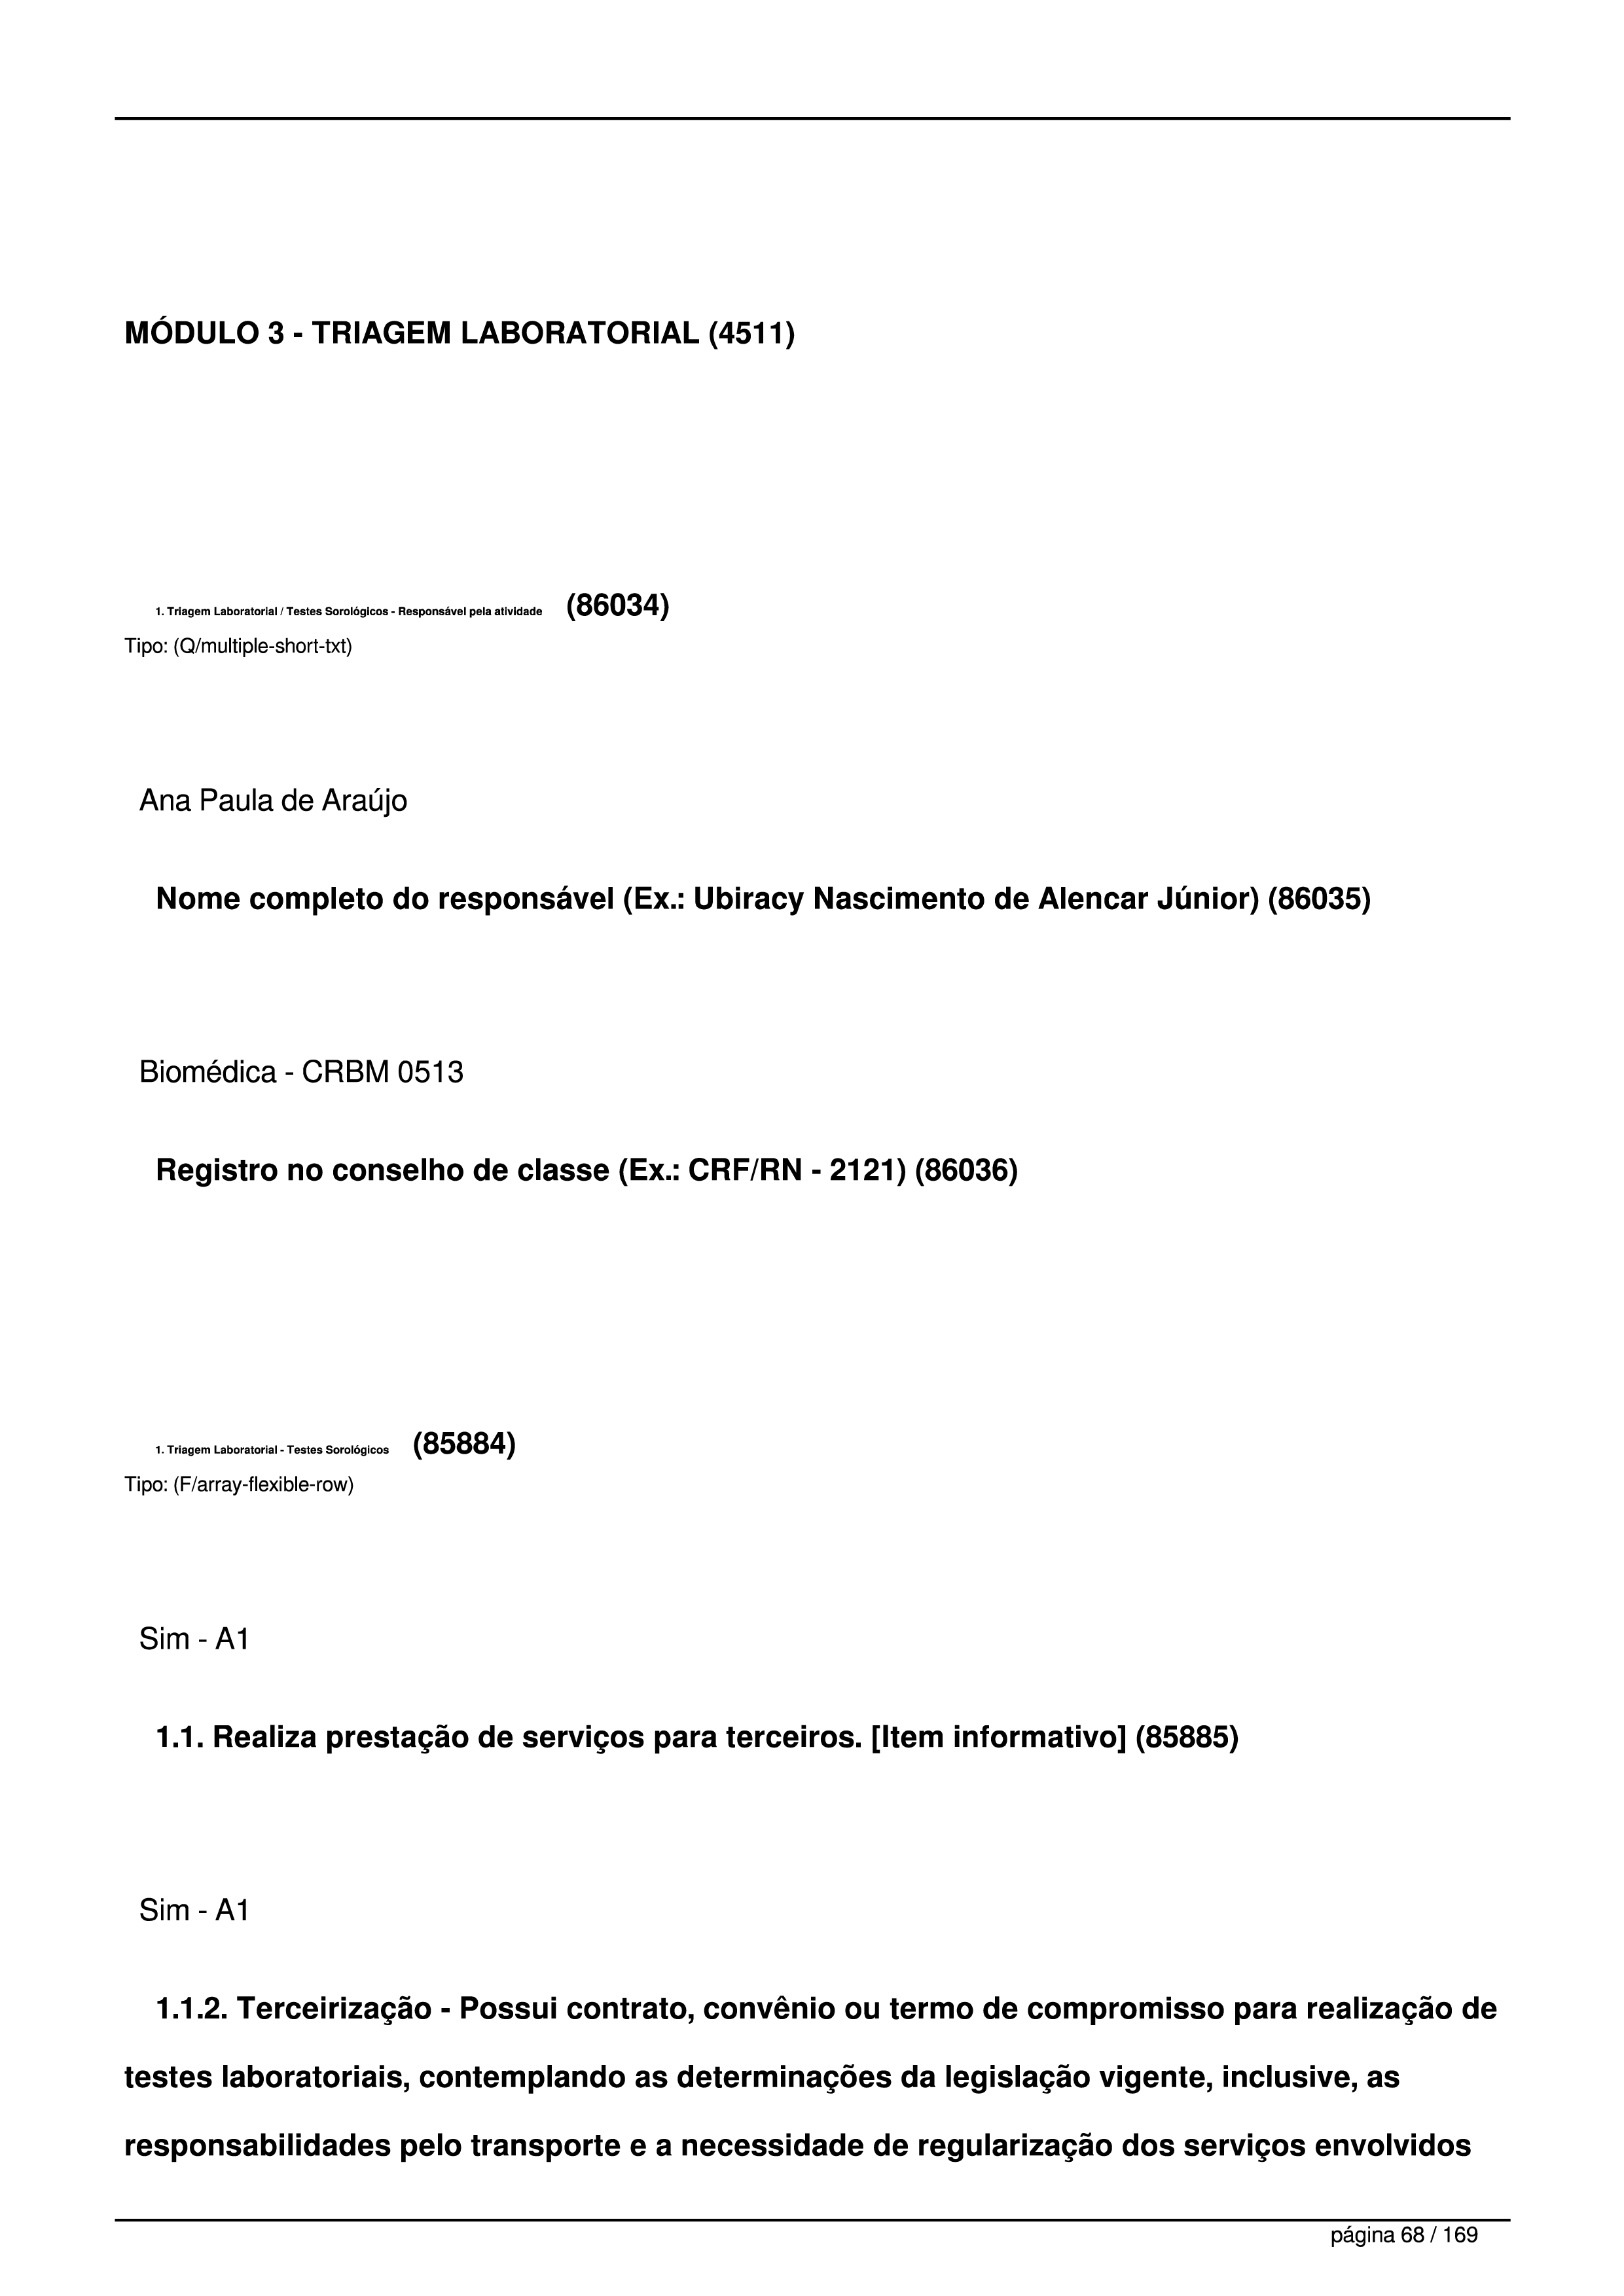 MÓDULO 3 - TRIAGEM LABORATORIAL (4511)
1. Triagem Laboratorial / Testes Sorológicos - Responsável pela atividade (86034)
Tipo: (Q/multiple-short-txt)
Ana Paula de Araújo
Nome completo do responsável (Ex.: Ubiracy Nascimento de Alencar Júnior) (86035)
Biomédica - CRBM 0513
Registro no conselho de classe (Ex.: CRF/RN - 2121) (86036)
1. Triagem Laboratorial - Testes Sorológicos (85884)
Tipo: (F/array-flexible-row)
Sim - A1
1.1. Realiza prestação de serviços para terceiros. [Item informativo] (85885)
Sim - A1
1.1.2. Terceirização - Possui contrato, convênio ou termo de compromisso para realização de
testes laboratoriais, contemplando as determinações da legislação vigente, inclusive, as
responsabilidades pelo transporte e a necessidade de regularização dos serviços envolvidos
página 68 / 169